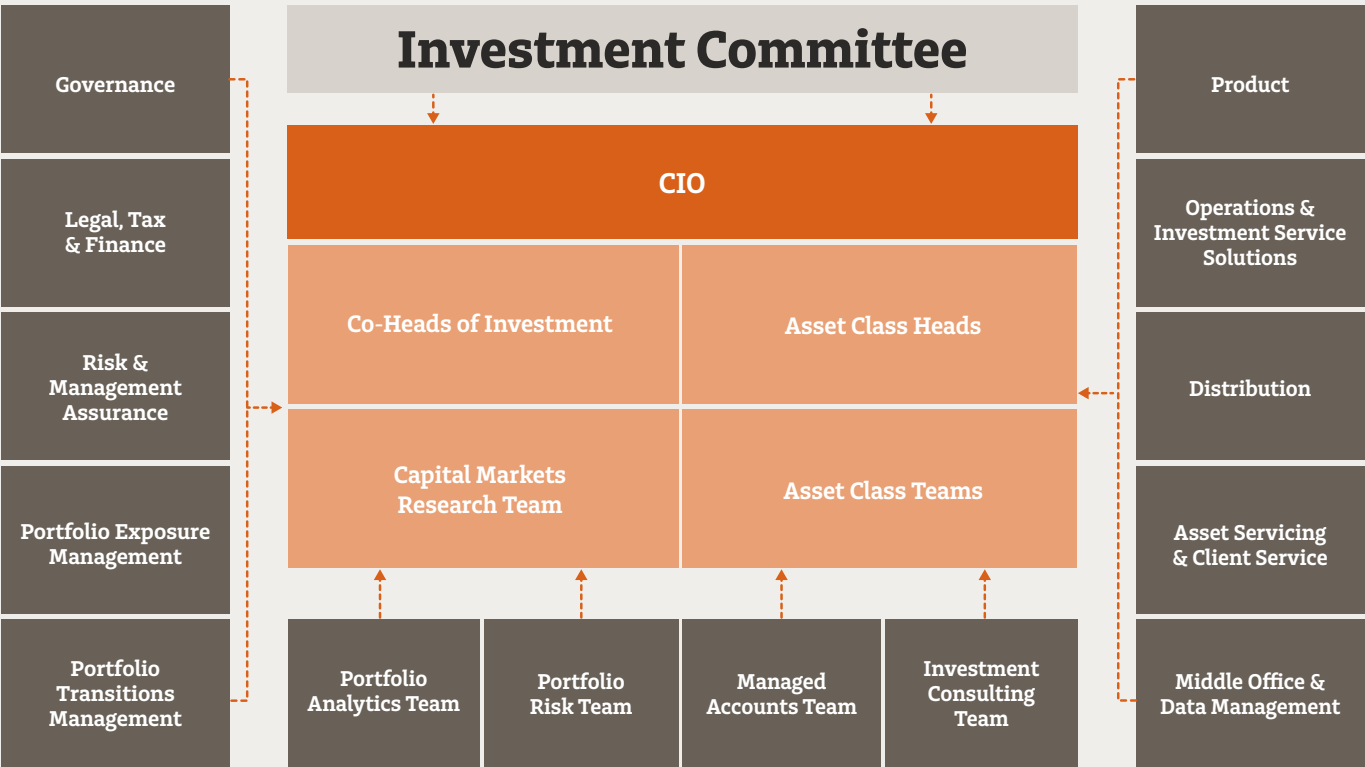 Investment Committee
Governance
Legal, Tax
& Finance
Risk &
Management
Assurance
Portfolio Exposure
Management
Portfolio
Transitions
Management
CIO
Co-Heads of Investment
Asset Class Heads
Capital Markets
Research Team
Asset Class Teams
Portfolio
Analytics Team
Portfolio
Risk Team
Managed
Accounts Team
Investment
Consulting
Team
Product
Operations &
Investment Service
Solutions
Distribution
Asset Servicing
& Client Service
Middle Office &
Data Management